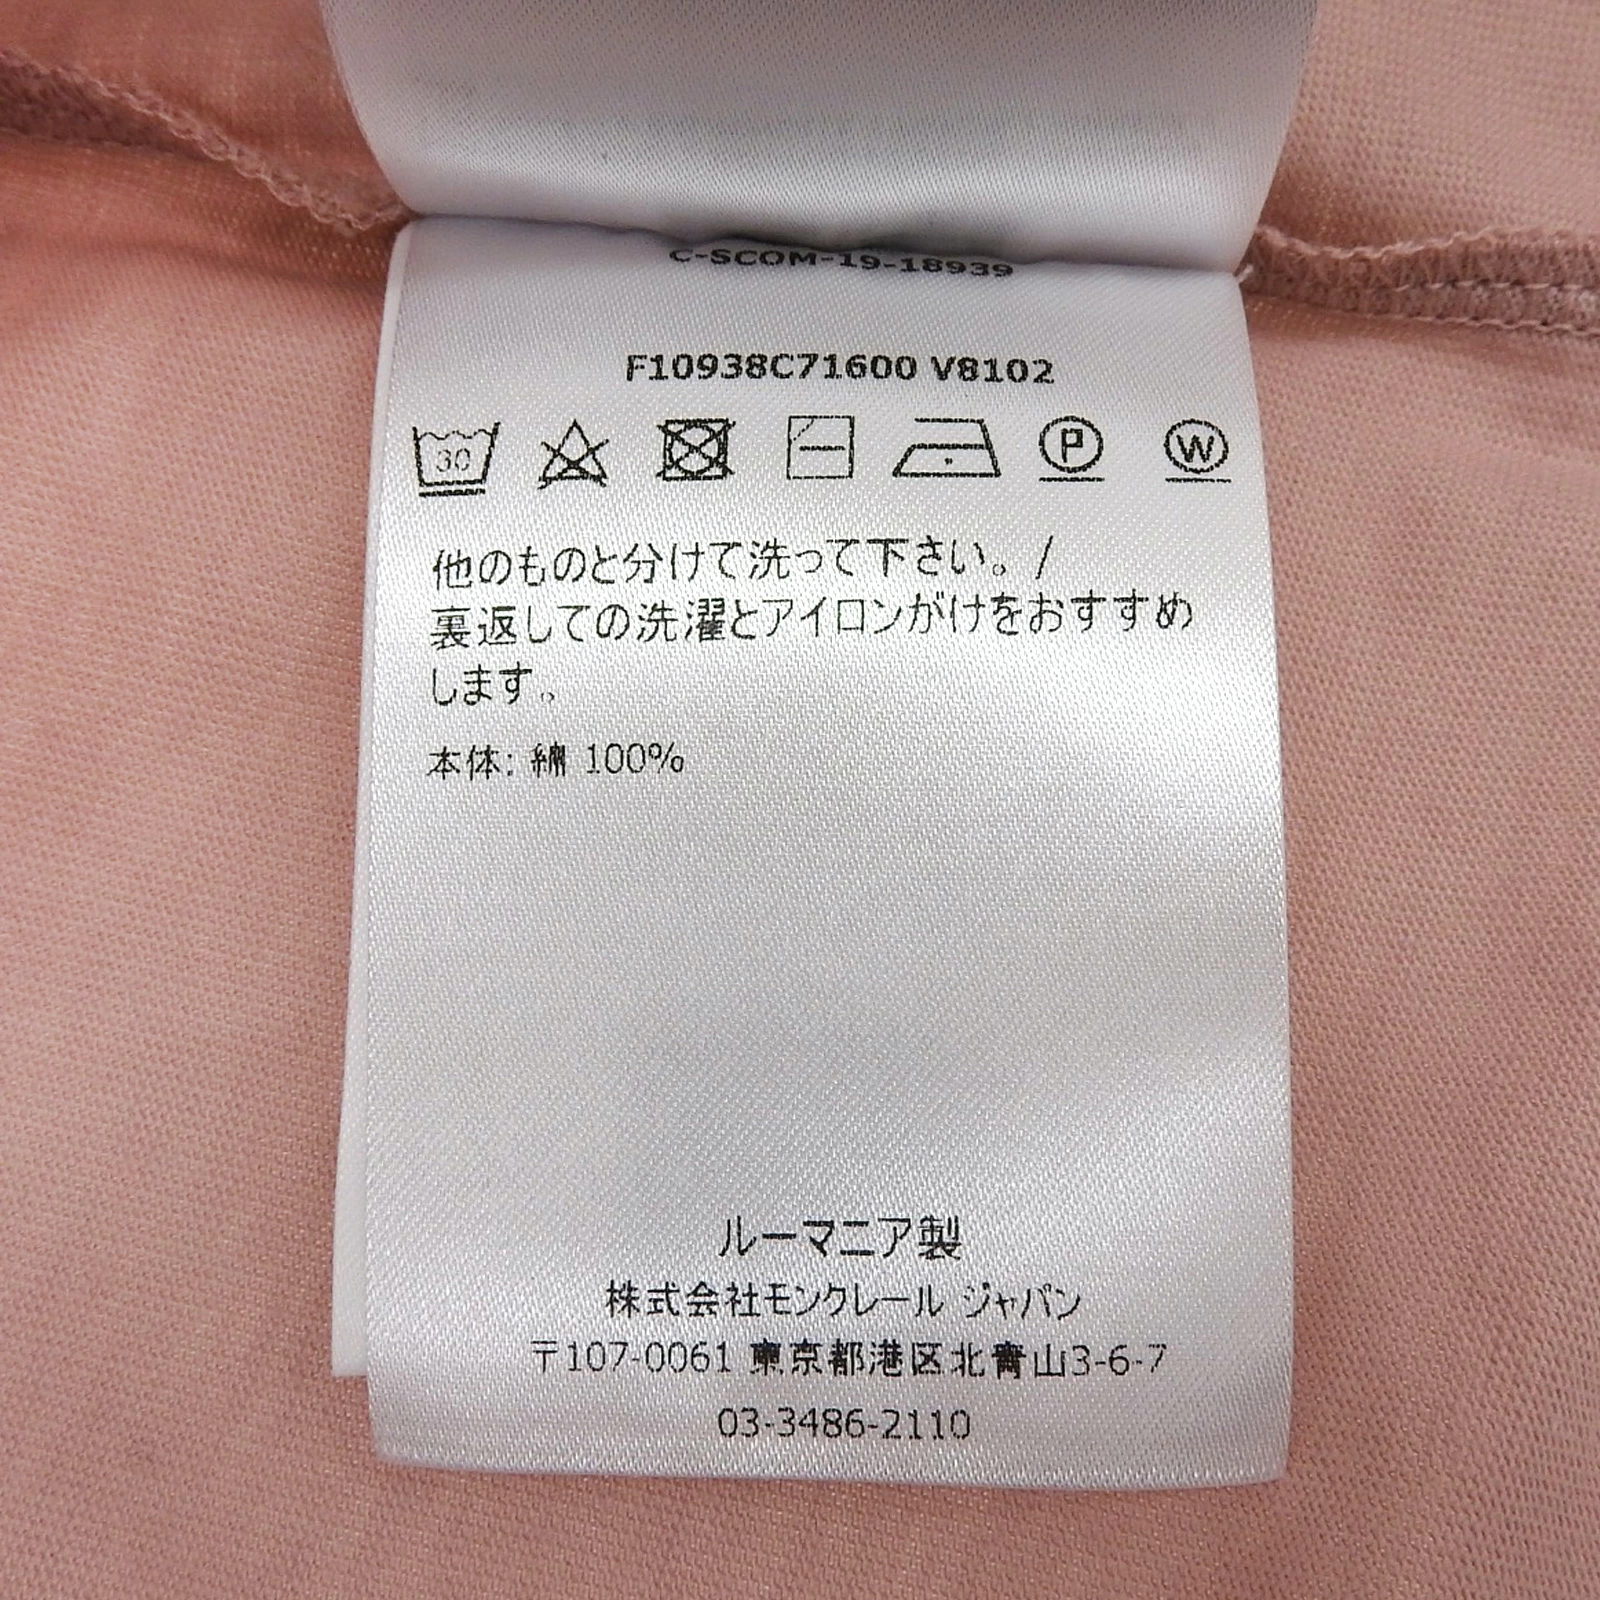 C-SCOM-19-18939
F10938C71600 V8102
30 P W
他のものと分けて洗って下さい。/
裏返しての洗濯とアイロンがけをおすすめ
します。
本体: 綿 100%
ルーマニア製
株式会社モンクレール ジャパン
〒107-0061 東京都港区北青山3-6-7
03-3486-2110